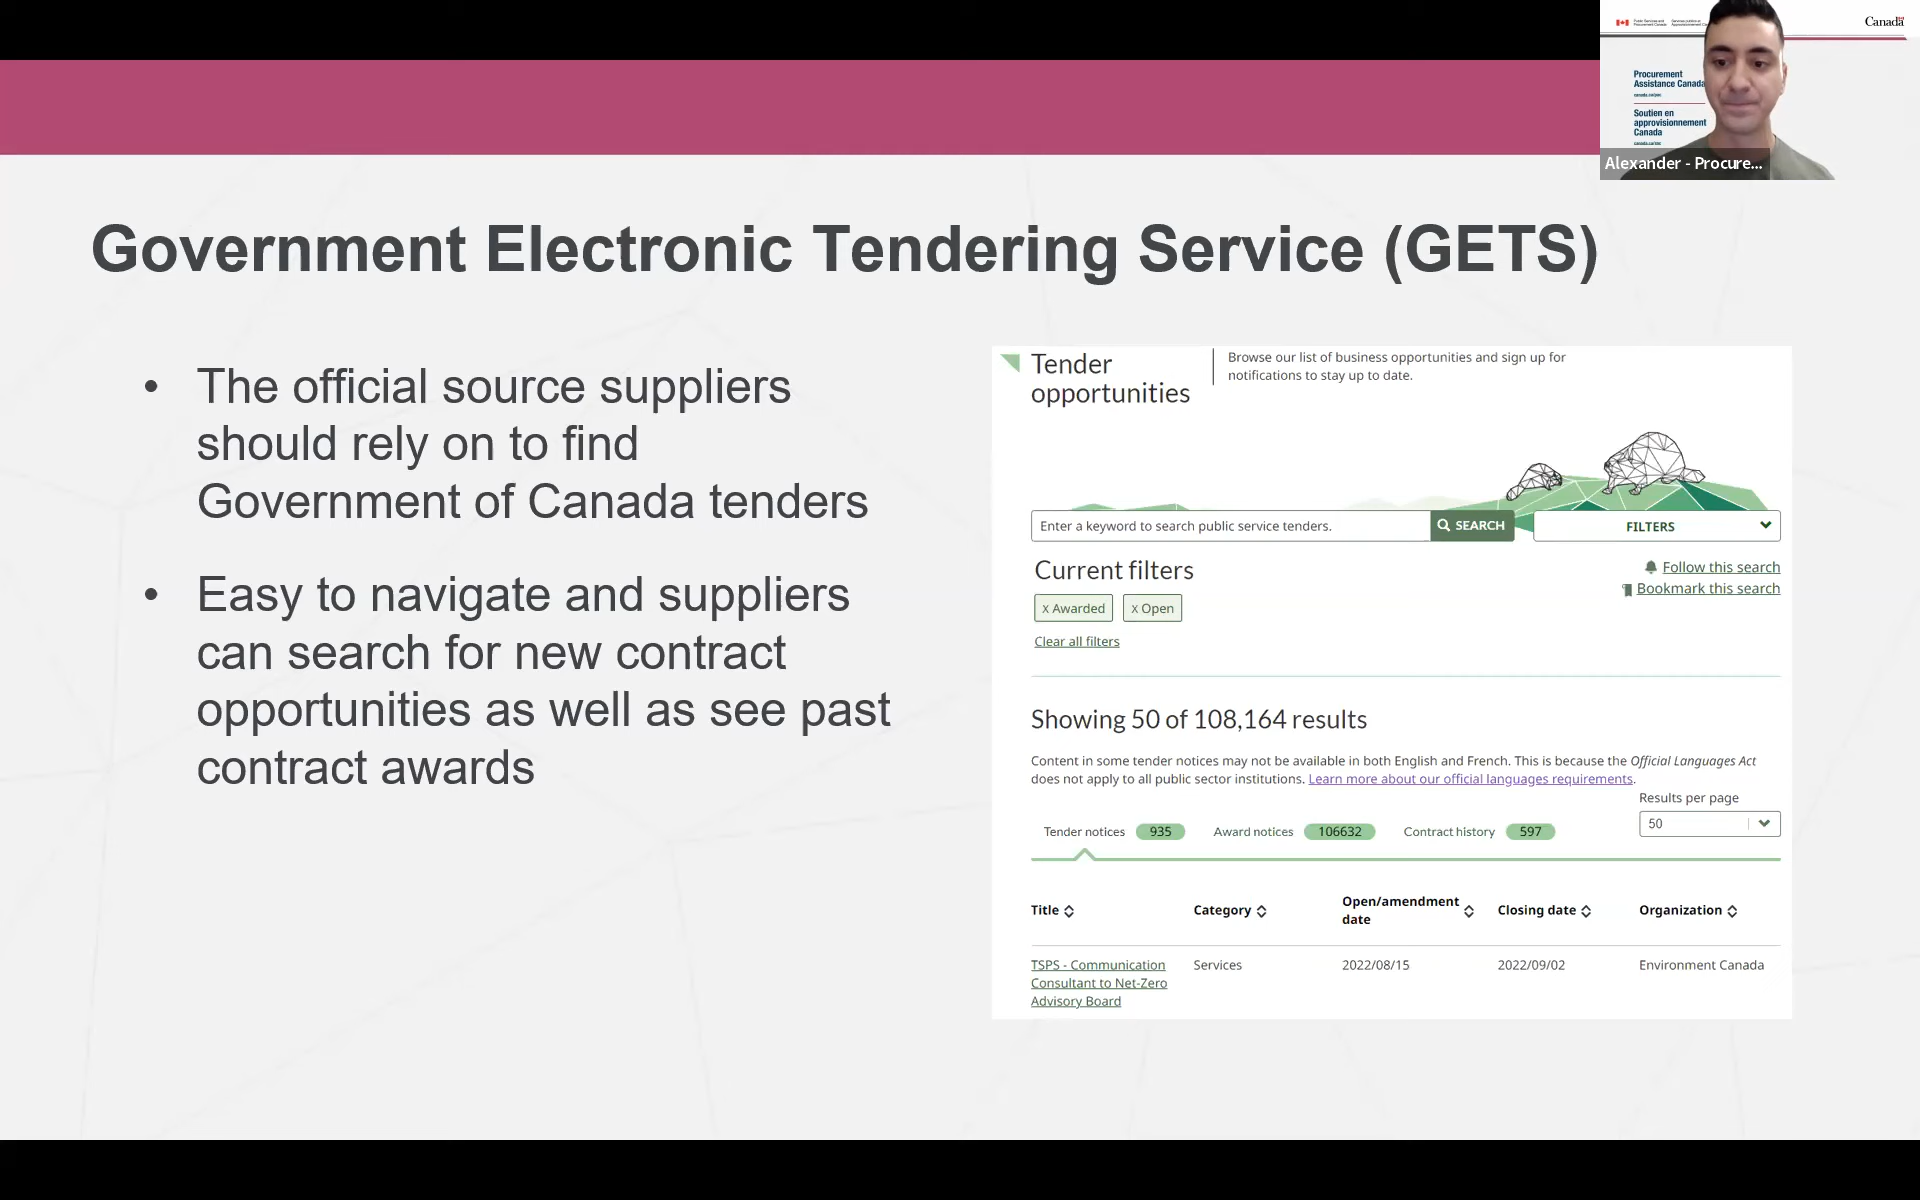 Canada
Procurement
Assistance Canada
Soutien en
approvisionnement
Canada
Alexander - Procure...
Government Electronic Tendering Service (GETS)
• The official source suppliers
should rely on to find
Government of Canada tenders
• Easy to navigate and suppliers
can search for new contract
opportunities as well as see past
contract awards
Tender
opportunities
Browse our list of business opportunities and sign up for
notifications to stay up to date.
Enter a keyword to search public service tenders.
SEARCH
FILTERS
Current filters
Follow this search
Bookmark this search
x Awarded
x Open
Clear all filters
Showing 50 of 108,164 results
Content in some tender notices may not be available in both English and French. This is because the Official Languages Act
does not apply to all public sector institutions. Learn more about our official languages requirements.
Results per page
50
Tender notices 935 Award notices 106632 Contract history 597
Title Category Open/amendment date Closing date Organization
TSPS - Communication Services 2022/08/15 2022/09/02 Environment Canada
Consultant to Net-Zero
Advisory Board